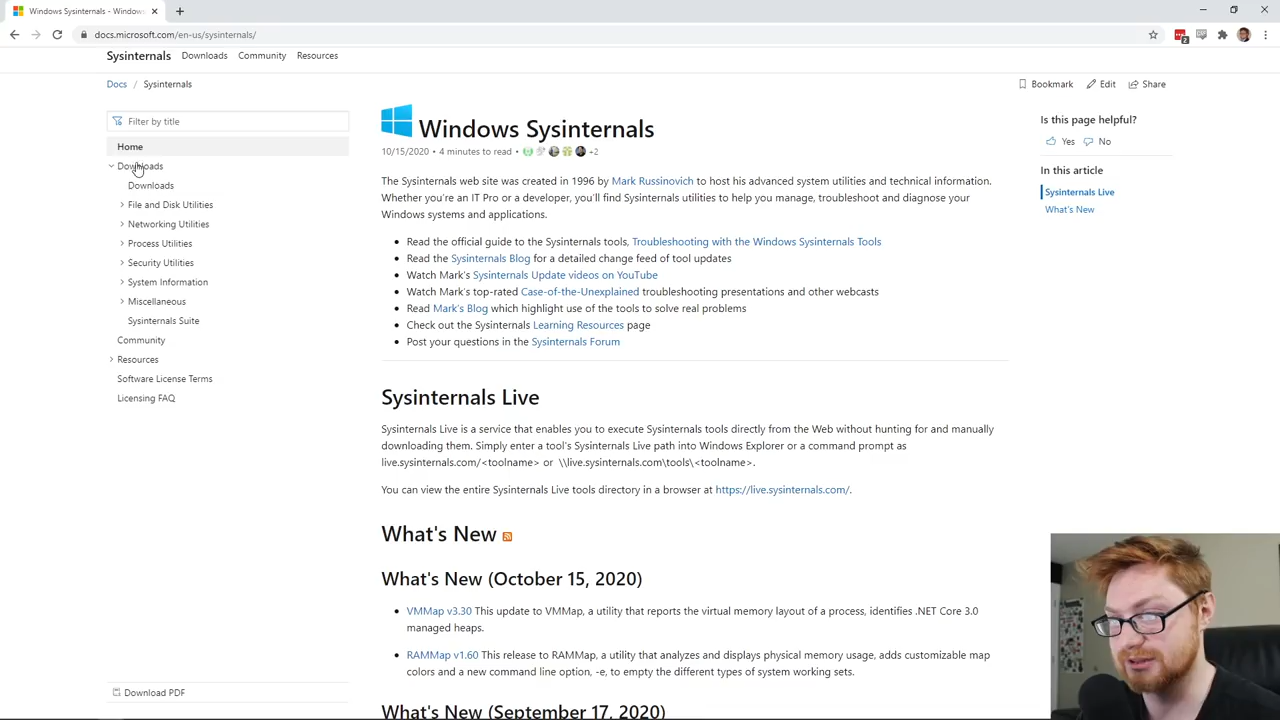 Windows Sysinternals - Windows
docs.microsoft.com/en-us/sysinternals/
2
Sysinternals Downloads Community Resources
Docs / Sysinternals
Bookmark Edit Share
Filter by title
Home
Downloads
Downloads
File and Disk Utilities
Networking Utilities
Process Utilities
Security Utilities
System Information
Miscellaneous
Sysinternals Suite
Community
Resources
Software License Terms
Licensing FAQ
Download PDF
Windows Sysinternals
10/15/2020 • 4 minutes to read • +2
The Sysinternals web site was created in 1996 by Mark Russinovich to host his advanced system utilities and technical information.
Whether you're an IT Pro or a developer, you'll find Sysinternals utilities to help you manage, troubleshoot and diagnose your
Windows systems and applications.
• Read the official guide to the Sysinternals tools, Troubleshooting with the Windows Sysinternals Tools
• Read the Sysinternals Blog for a detailed change feed of tool updates
• Watch Mark's Sysinternals Update videos on YouTube
• Watch Mark's top-rated Case-of-the-Unexplained troubleshooting presentations and other webcasts
• Read Mark's Blog which highlight use of the tools to solve real problems
• Check out the Sysinternals Learning Resources page
• Post your questions in the Sysinternals Forum
Sysinternals Live
Sysinternals Live is a service that enables you to execute Sysinternals tools directly from the Web without hunting for and manually
downloading them. Simply enter a tool's Sysinternals Live path into Windows Explorer or a command prompt as
live.sysinternals.com/<toolname> or \\live.sysinternals.com\tools\<toolname>.
You can view the entire Sysinternals Live tools directory in a browser at https://live.sysinternals.com/.
What's New
What's New (October 15, 2020)
• VMMap v3.30 This update to VMMap, a utility that reports the virtual memory layout of a process, identifies .NET Core 3.0
managed heaps.
• RAMMap v1.60 This release to RAMMap, a utility that analyzes and displays physical memory usage, adds customizable map
colors and a new command line option, -e, to empty the different types of system working sets.
What's New (September 17, 2020)
Is this page helpful?
Yes No
In this article
Sysinternals Live
What's New